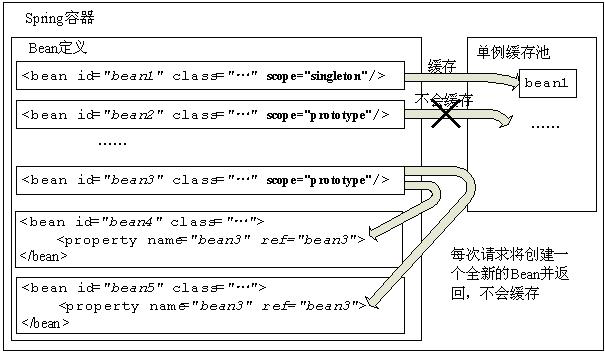 Spring容器
Bean定义
<bean id="bean1" class="…" scope="singleton"/>
缓存
单例缓存池
bean1
<bean id="bean2" class="…" scope="prototype"/>
不会缓存
……
……
<bean id="bean3" class="…" scope="prototype"/>
<bean id="bean4" class="…">
<property name="bean3" ref="bean3">
</bean>
每次请求将创建一
个全新的Bean并返
回，不会缓存
<bean id="bean5" class="…">
<property name="bean3" ref="bean3">
</bean>